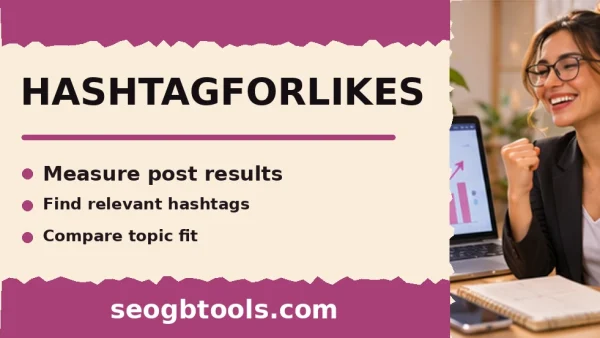 HASHTAGFORLIKES
Measure post results
Find relevant hashtags
Compare topic fit
seogbtools.com